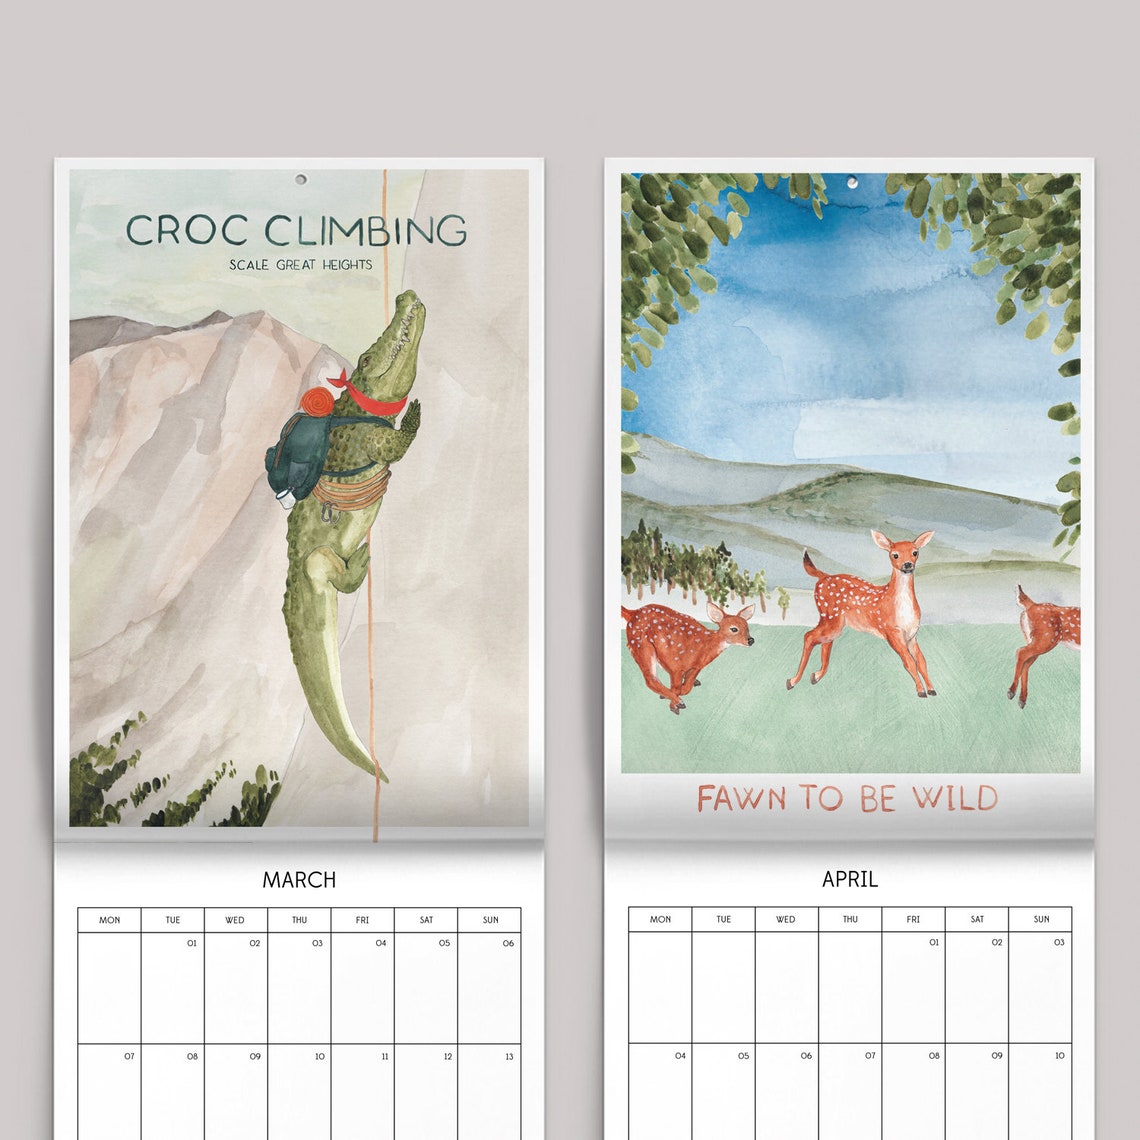 CROC CLIMBING
SCALE GREAT HEIGHTS
MARCH
MON TUE WED THU FRI SAT SUN
01 02 03 04 05 06
07 08 09 10 11 12 13
FAWN TO BE WILD
APRIL
MON TUE WED THU FRI SAT SUN
01 02 03
04 05 06 07 08 09 10